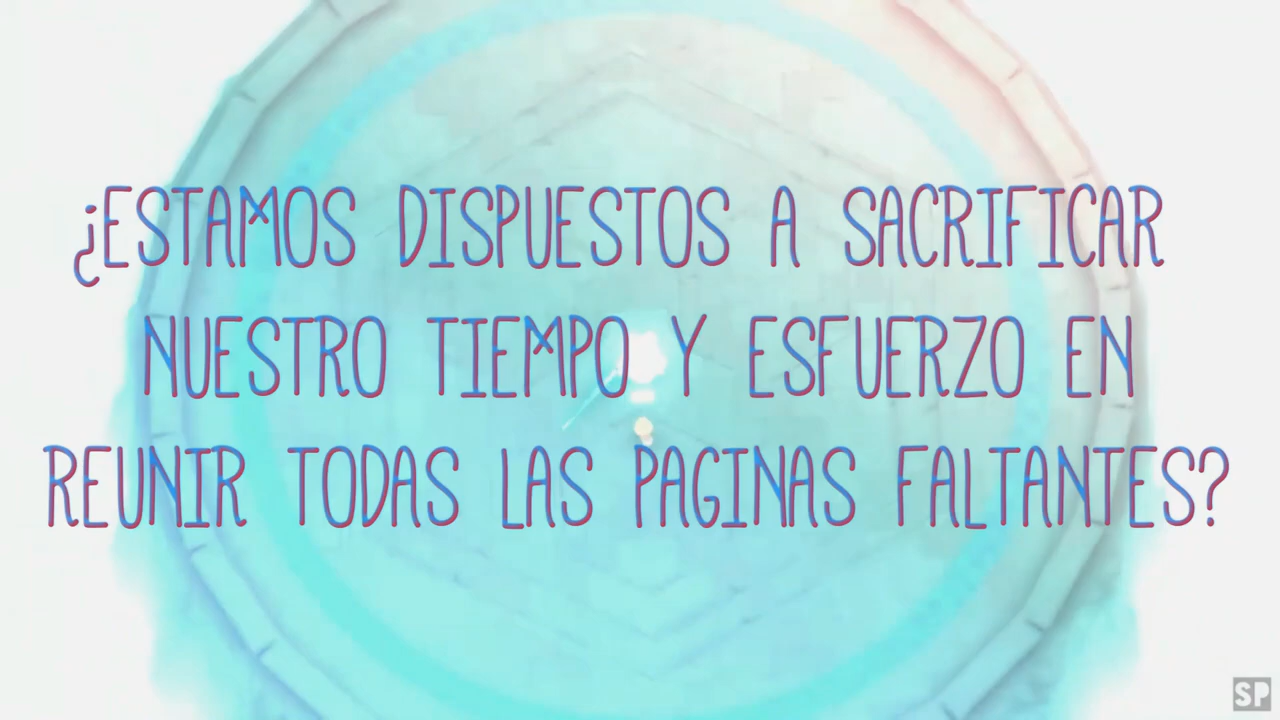 ¿ESTAMOS DISPUESTOS A SACRIFICAR
NUESTRO TIEMPO Y ESFUERZO EN
REUNIR TODAS LAS PAGINAS FALTANTES?
SP